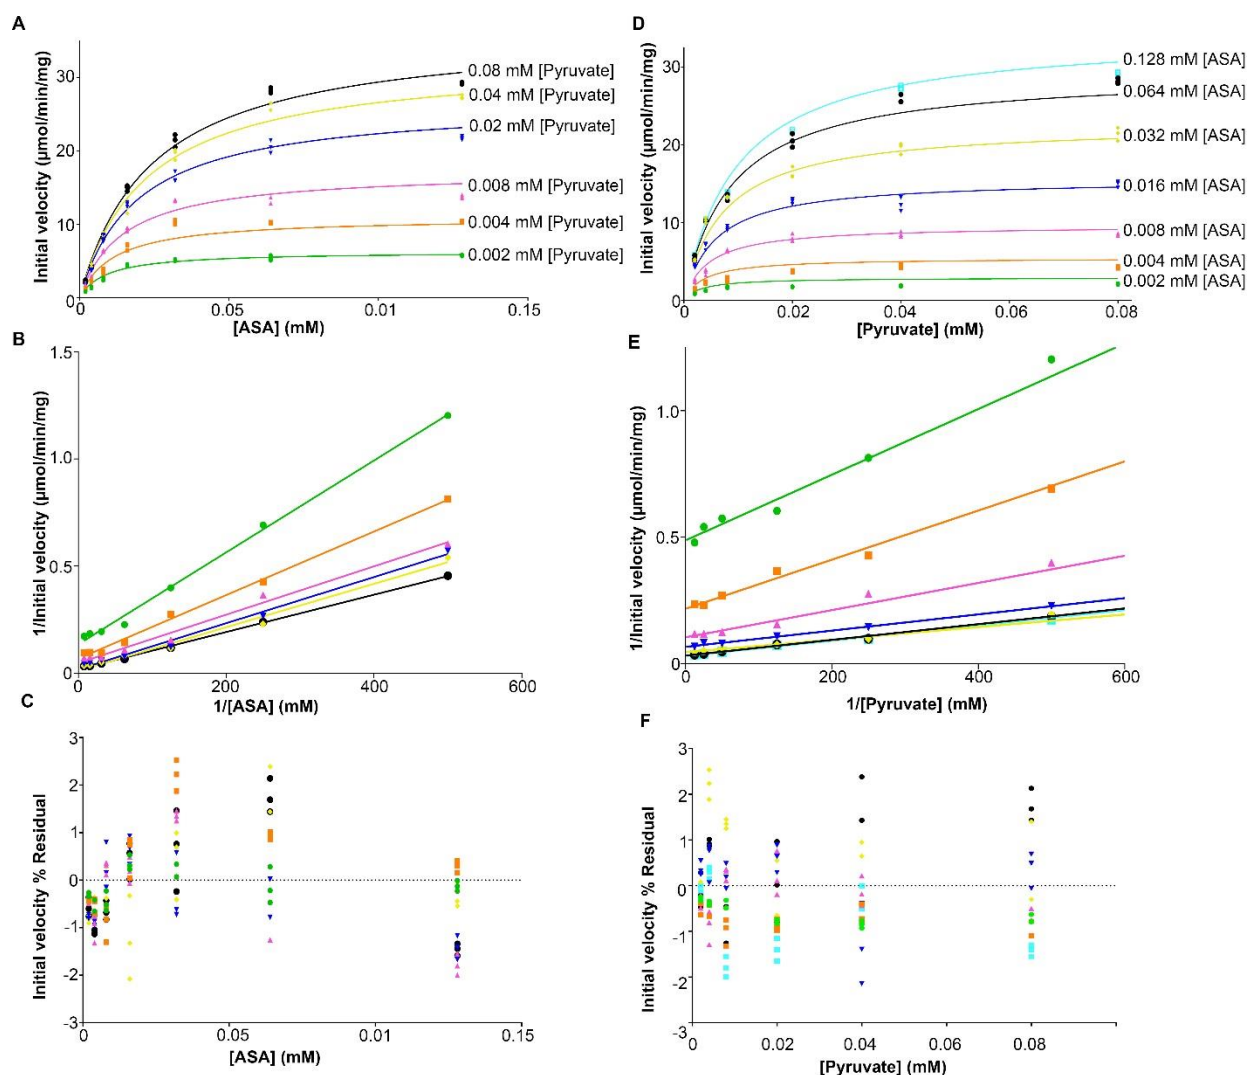 A
Initial velocity (µmol/min/mg)
30
20
10
0
0
0.05
0.10
0.15
[ASA] (mM)
0.08 mM [Pyruvate]
0.04 mM [Pyruvate]
0.02 mM [Pyruvate]
0.008 mM [Pyruvate]
0.004 mM [Pyruvate]
0.002 mM [Pyruvate]
D
Initial velocity (µmol/min/mg)
30
20
10
0
0
0.02
0.04
0.06
0.08
[Pyruvate] (mM)
0.128 mM [ASA]
0.064 mM [ASA]
0.032 mM [ASA]
0.016 mM [ASA]
0.008 mM [ASA]
0.004 mM [ASA]
0.002 mM [ASA]
B
1/Initial velocity (µmol/min/mg)
1.5
1.0
0.5
0
0
200
400
600
1/[ASA] (mM)
E
1/Initial velocity (µmol/min/mg)
1.0
0.5
0
0
200
400
600
1/[Pyruvate] (mM)
C
Initial velocity % Residual
3
2
1
0
-1
-2
-3
0
0.05
0.10
0.15
[ASA] (mM)
F
Initial velocity % Residual
3
2
1
0
-1
-2
-3
0
0.02
0.04
0.06
0.08
[Pyruvate] (mM)